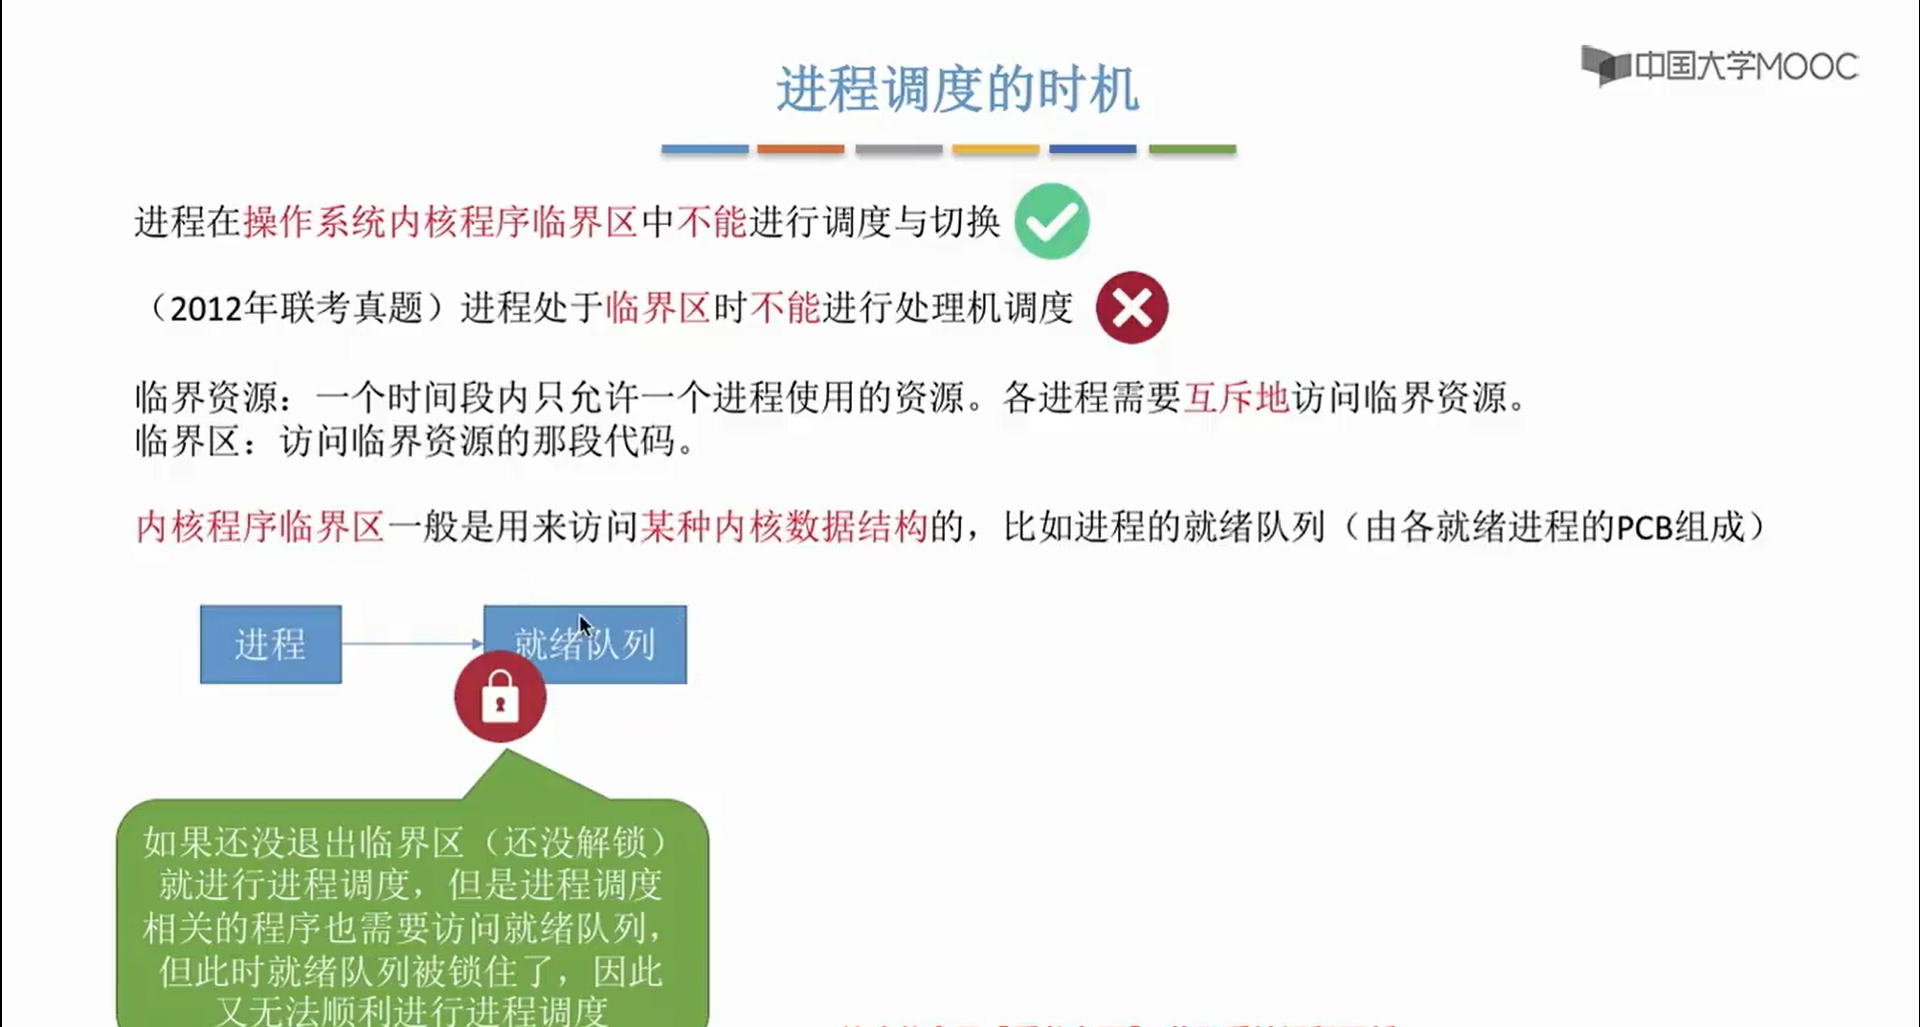 中国大学MOOC
进程调度的时机
进程在操作系统内核程序临界区中不能进行调度与切换
（2012年联考真题）进程处于临界区时不能进行处理机调度
临界资源：一个时间段内只允许一个进程使用的资源。各进程需要互斥地访问临界资源。
临界区：访问临界资源的那段代码。
内核程序临界区一般是用来访问某种内核数据结构的，比如进程的就绪队列（由各就绪进程的PCB组成）
进程
就绪队列
如果还没退出临界区（还没解锁）
就进行进程调度，但是进程调度
相关的程序也需要访问就绪队列，
但此时就绪队列被锁住了，因此
又无法顺利进行进程调度